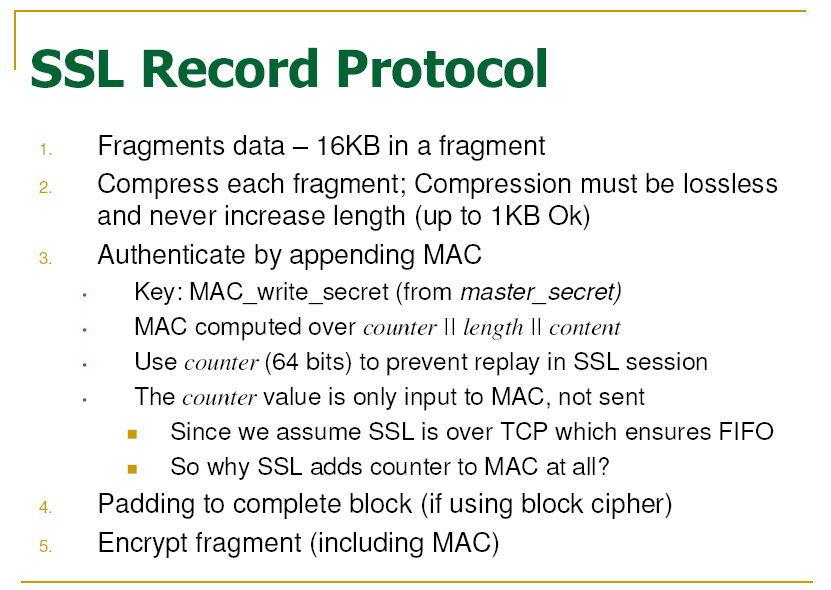 SSL Record Protocol
1. Fragments data – 16KB in a fragment
2. Compress each fragment; Compression must be lossless
and never increase length (up to 1KB Ok)
3. Authenticate by appending MAC
• Key: MAC_write_secret (from master_secret)
• MAC computed over counter || length || content
• Use counter (64 bits) to prevent replay in SSL session
• The counter value is only input to MAC, not sent
■ Since we assume SSL is over TCP which ensures FIFO
■ So why SSL adds counter to MAC at all?
4. Padding to complete block (if using block cipher)
5. Encrypt fragment (including MAC)